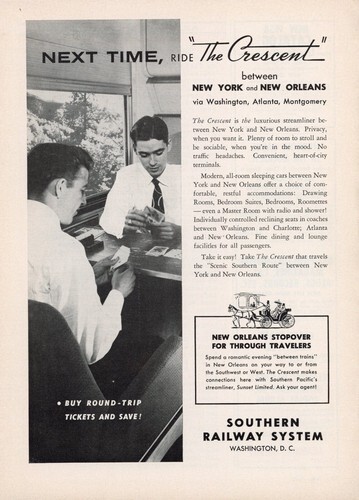 NEXT TIME, RIDE "The Crescent"
between
NEW YORK and NEW ORLEANS
via Washington, Atlanta, Montgomery
The Crescent is the luxurious streamliner be-
tween New York and New Orleans. Privacy,
when you want it. Plenty of room to stroll and
be sociable, when you're in the mood. No
traffic headaches. Convenient, heart-of-city
terminals.
Modern, all-room sleeping cars between New
York and New Orleans offer a choice of com-
fortable, restful accommodations: Drawing
Rooms, Bedroom Suites, Bedrooms, Roomettes
—even a Master Room with radio and shower!
Individually controlled reclining seats in coaches
between Washington and Charlotte; Atlanta
and New Orleans. Fine dining and lounge
facilities for all passengers.
Take it easy! Take The Crescent that travels
the "Scenic Southern Route" between New
York and New Orleans.
NEW ORLEANS STOPOVER
FOR THROUGH TRAVELERS
Spend a romantic evening "between trains"
in New Orleans on your way to or from
the Southwest or West. The Crescent makes
connections here with Southern Pacific's
streamliner, Sunset Limited. Ask your agent!
• BUY ROUND-TRIP
TICKETS AND SAVE!
SOUTHERN
RAILWAY SYSTEM
WASHINGTON, D. C.